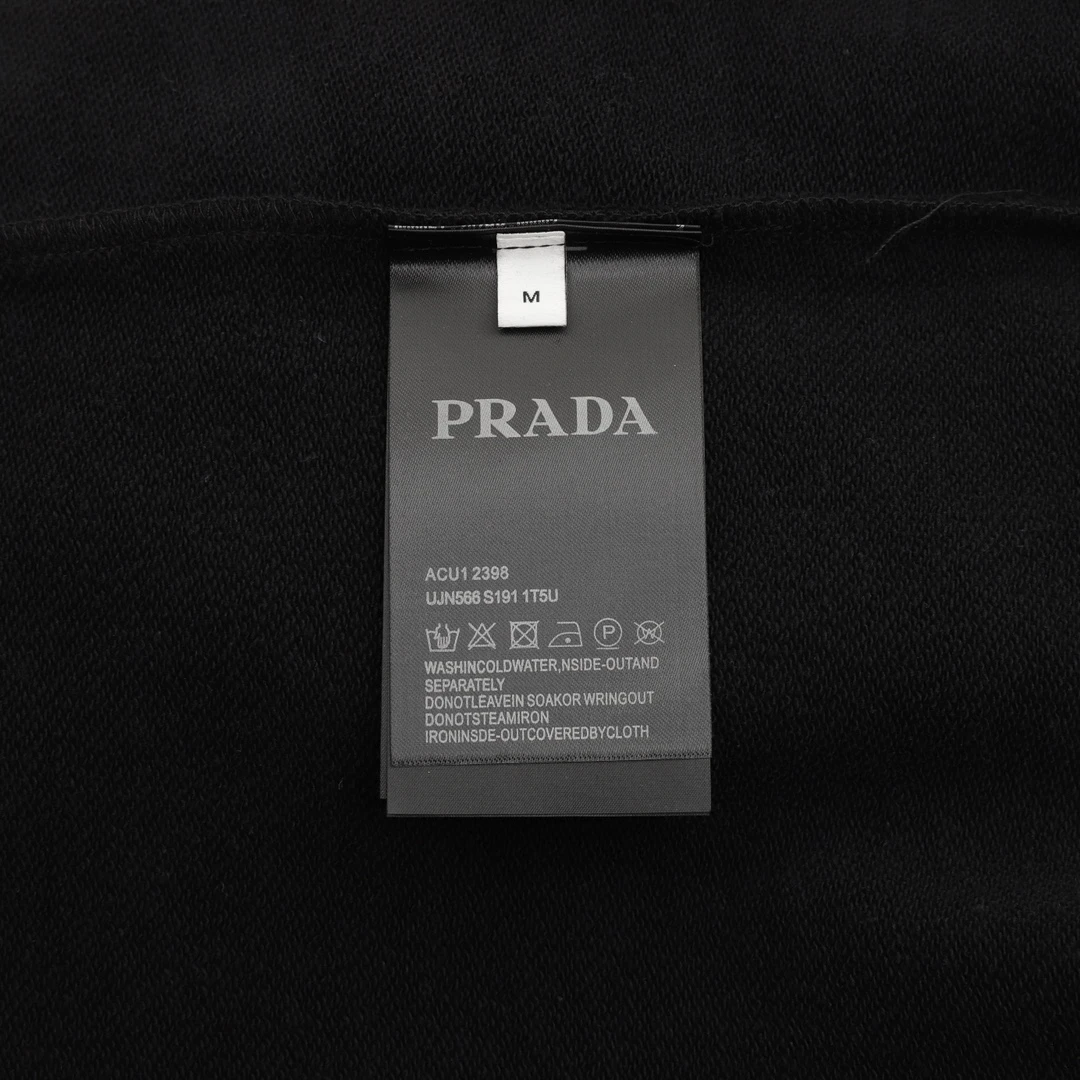 M
PRADA
ACU1 2398
UJN566 S191 1T5U
P
W
WASHINCOLDWATER,NSIDE-OUTAND
SEPARATELY
DONOTLEAVEIN SOAKOR WRINGOUT
DONOTSTEAMIRON
IRONINSDE-OUTCOVEREDBYCLOTH